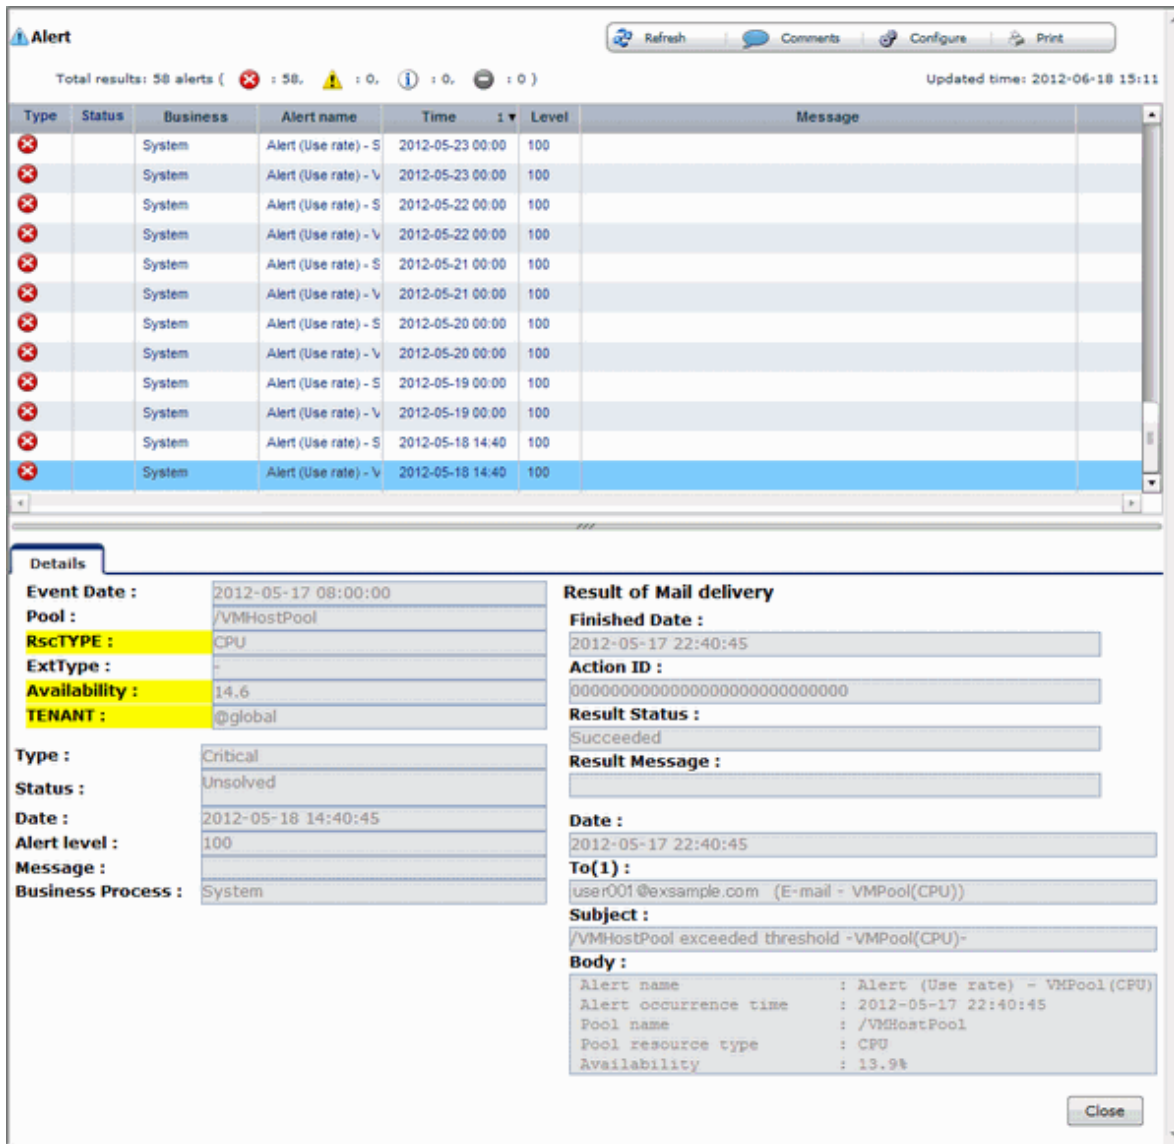 Alert
Refresh Comments Configure Print
Total results: 58 alerts ( : 58, : 0, : 0, : 0 ) Updated time: 2012-06-18 15:11
Type Status Business Alert name Time 1 Level Message
System Alert (Use rate) - S 2012-05-23 00:00 100
System Alert (Use rate) - V 2012-05-23 00:00 100
System Alert (Use rate) - S 2012-05-22 00:00 100
System Alert (Use rate) - V 2012-05-22 00:00 100
System Alert (Use rate) - S 2012-05-21 00:00 100
System Alert (Use rate) - V 2012-05-21 00:00 100
System Alert (Use rate) - S 2012-05-20 00:00 100
System Alert (Use rate) - V 2012-05-20 00:00 100
System Alert (Use rate) - S 2012-05-19 00:00 100
System Alert (Use rate) - V 2012-05-19 00:00 100
System Alert (Use rate) - S 2012-05-18 14:40 100
System Alert (Use rate) - V 2012-05-18 14:40 100
Details
Event Date : 2012-05-17 08:00:00
Pool : /VMHostPool
RscTYPE : CPU
ExtType : -
Availability : 14.6
TENANT : @global
Type : Critical
Status : Unsolved
Date : 2012-05-18 14:40:45
Alert level : 100
Message :
Business Process : System
Result of Mail delivery
Finished Date :
2012-05-17 22:40:45
Action ID :
Result Status :
Succeeded
Result Message :
Date :
2012-05-17 22:40:45
To(1) :
user001@exsample.com (E-mail - VMPool(CPU))
Subject :
/VMHostPool exceeded threshold -VMPool(CPU)-
Body :
Alert name : Alert (Use rate) - VMPool(CPU)
Alert occurrence time : 2012-05-17 22:40:45
Pool name : /VMHostPool
Pool resource type : CPU
Availability : 13.9%
Close